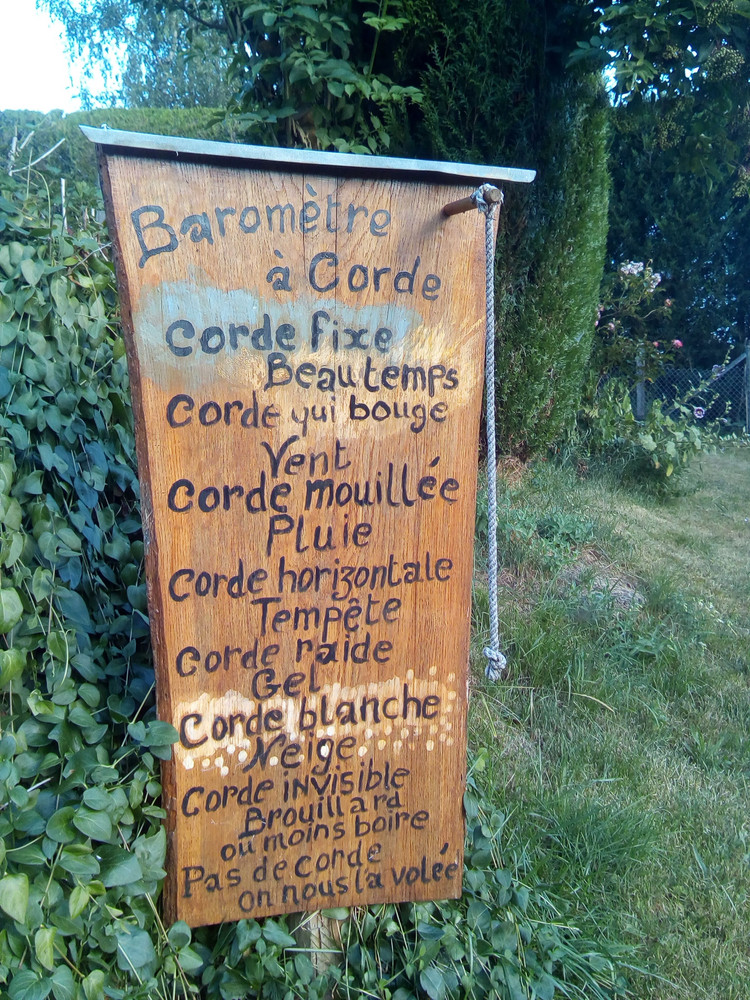 Baromètre
à Corde
Corde fixe
Beau temps
Corde qui bouge
Vent
Corde mouillée
Pluie
Corde horizontale
Tempête
Corde raide
Gel
Corde blanche
Neige
Corde invisible
Brouillard
ou moins boire
Pas de corde
on nous la volée